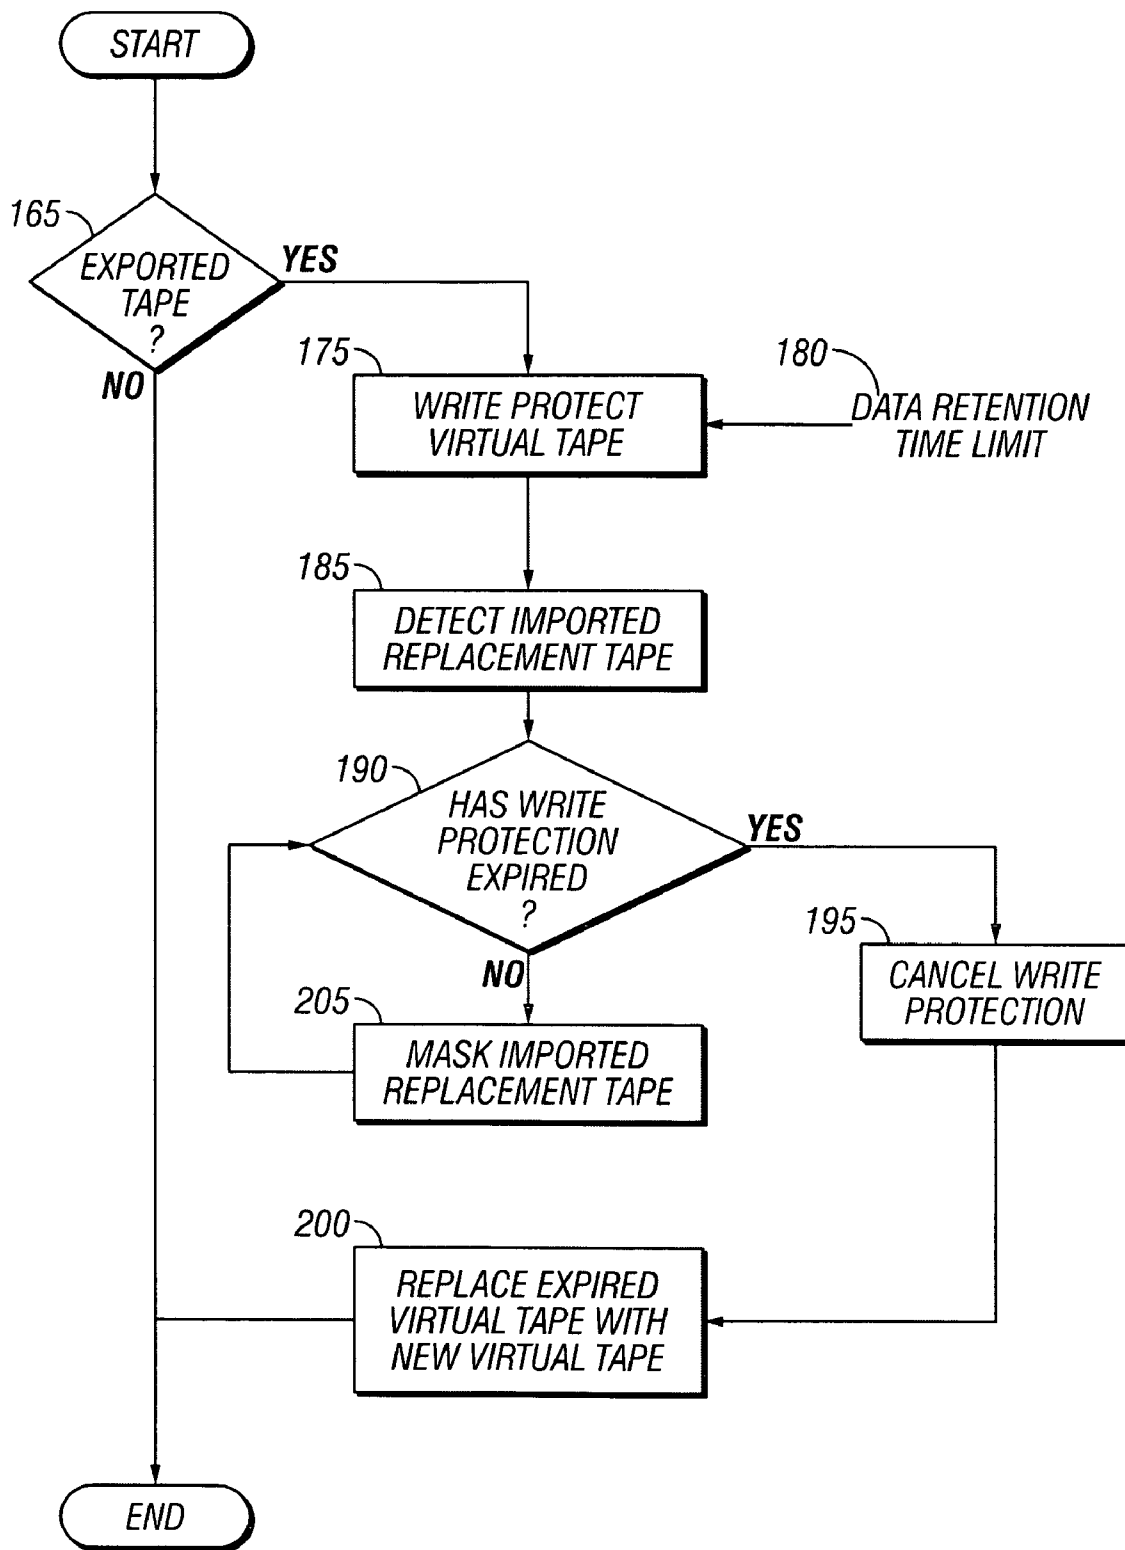 START
165
EXPORTED
TAPE
?
YES
NO
175
WRITE PROTECT
VIRTUAL TAPE
180
DATA RETENTION
TIME LIMIT
185
DETECT IMPORTED
REPLACEMENT TAPE
190
HAS WRITE
PROTECTION
EXPIRED
?
YES
NO
195
CANCEL WRITE
PROTECTION
205
MASK IMPORTED
REPLACEMENT TAPE
200
REPLACE EXPIRED
VIRTUAL TAPE WITH
NEW VIRTUAL TAPE
END